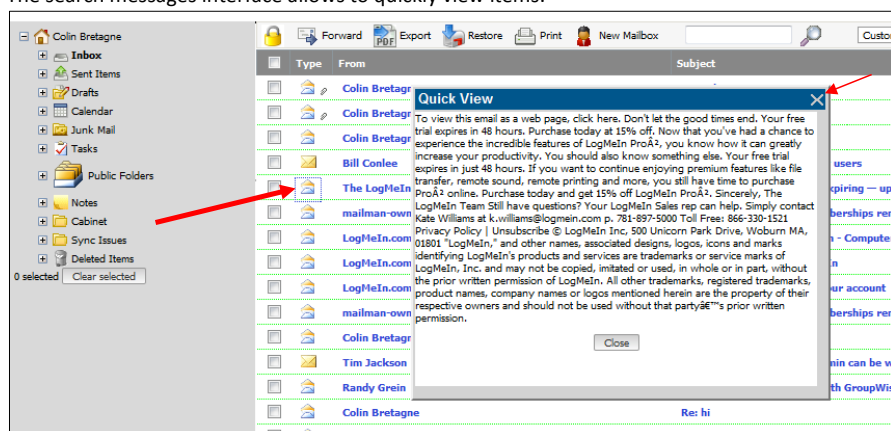 The search messages interface allows to quickly view items.
Colin Bretagne
Inbox
Sent Items
Drafts
Calendar
Junk Mail
Tasks
Public Folders
Notes
Cabinet
Sync Issues
Deleted Items
0 selected Clear selected
Forward PDF Export Restore Print New Mailbox Custo
Type From Subject
Colin Bretagr
Colin Bretagr
Colin Bretagr
Bill Conlee users
The LogMeIn xpiring — up
mailman-own berships rer
LogMeIn.com n - Compute
LogMeIn.com in
LogMeIn.com ur account
mailman-own berships rer
Colin Bretagr
Tim Jackson nin can be w
Randy Grein th GroupWis
Colin Bretagne Re: hi
Quick View
To view this email as a web page, click here. Don't let the good times end. Your free
trial expires in 48 hours. Purchase today at 15% off. Now that you've had a chance to
experience the incredible features of LogMeIn ProÂ², you know how it can greatly
increase your productivity. You should also know something else. Your free trial
expires in just 48 hours. If you want to continue enjoying premium features like file
transfer, remote sound, remote printing and more, you still have time to purchase
ProÂ² online. Purchase today and get 15% off LogMeIn ProÂ². Sincerely, The
LogMeIn Team Still have questions? Your LogMeIn Sales rep can help. Simply contact
Kate Williams at k.williams@logmein.com p. 781-897-5000 Toll Free: 866-330-1521
Privacy Policy | Unsubscribe © LogMeIn Inc, 500 Unicorn Park Drive, Woburn MA,
01801 "LogMeIn," and other names, associated designs, logos, icons and marks
identifying LogMeIn's products and services are trademarks or service marks of
LogMeIn, Inc. and may not be copied, imitated or used, in whole or in part, without
the prior written permission of LogMeIn. All other trademarks, registered trademarks,
product names, company names or logos mentioned herein are the property of their
respective owners and should not be used without that partyâ€™s prior written
permission.
Close